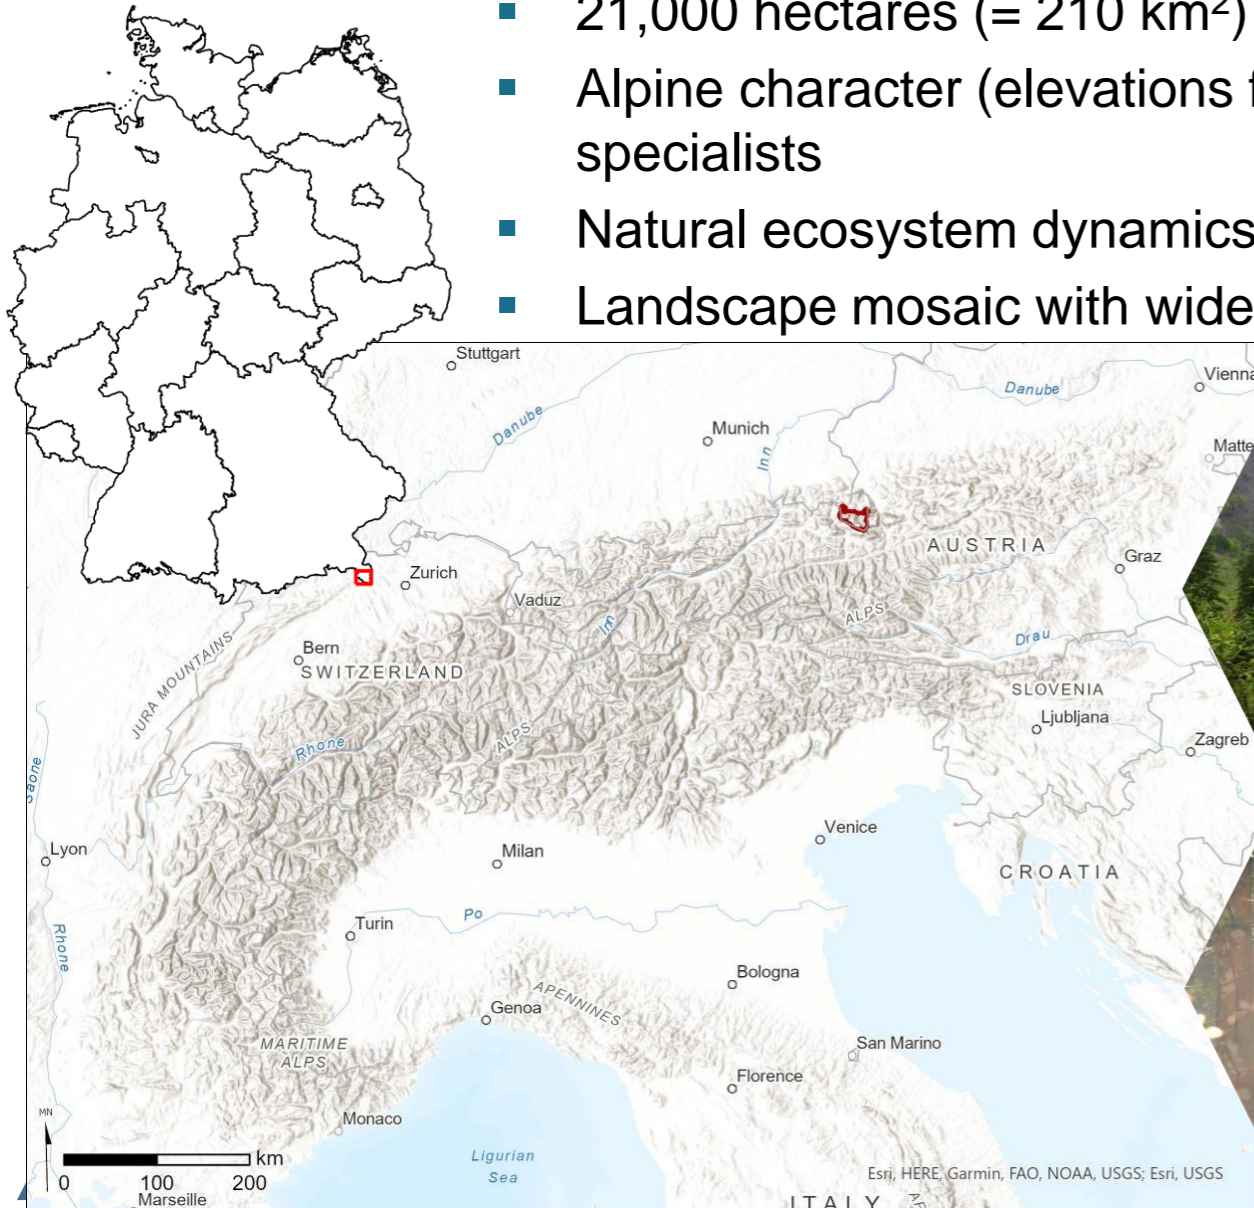 21,000 hectares (= 210 km²)
Alpine character (elevations
specialists
Natural ecosystem dynamics
Landscape mosaic with wide
Stuttgart
Danube
Vienna
Danube
Munich
Inn
AUSTRIA
Graz
Zurich
Vaduz
Inn
ALPS
Drau
JURA MOUNTAINS
Bern
SWITZERLAND
SLOVENIA
Ljubljana
Zagreb
Rhone
ALPS
Saone
Lyon
Milan
Venice
CROATIA
Rhone
Turin
Po
Bologna
APENNINES
Genoa
MARITIME
ALPS
San Marino
Florence
MN
Monaco
Ligurian
Sea
km
0 100 200
Marseille
Esri, HERE, Garmin, FAO, NOAA, USGS; Esri, USGS
ITALY